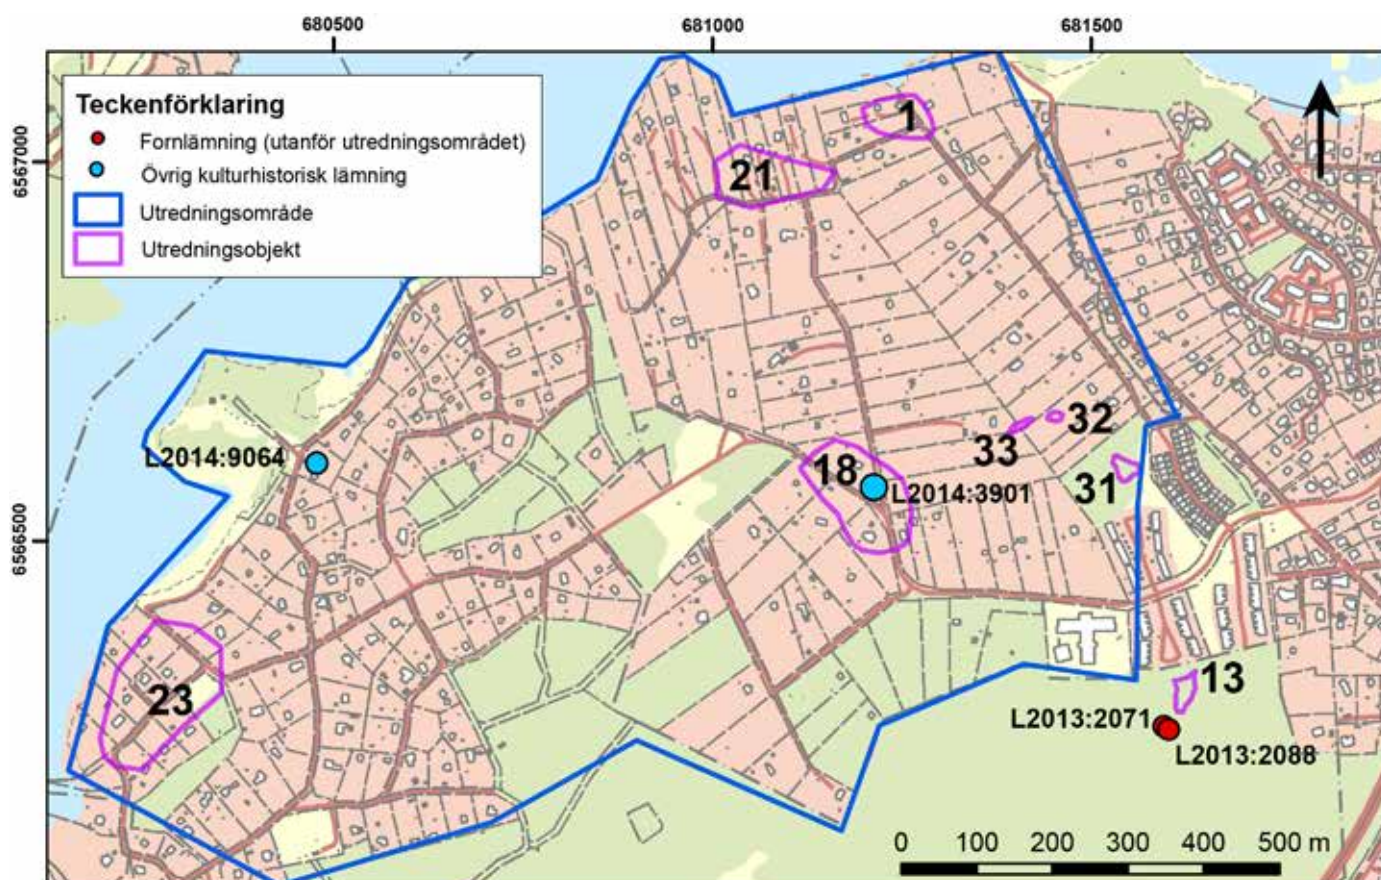 680500
681000
681500
Teckenförklaring
Fornlämning (utanför utredningsområdet)
Övrig kulturhistorisk lämning
Utredningsområde
Utredningsobjekt
6567000
1
21
32
33
L2014:9064
18
L2014:3901
31
6566500
13
23
L2013:2071
L2013:2088
0 100 200 300 400 500 m